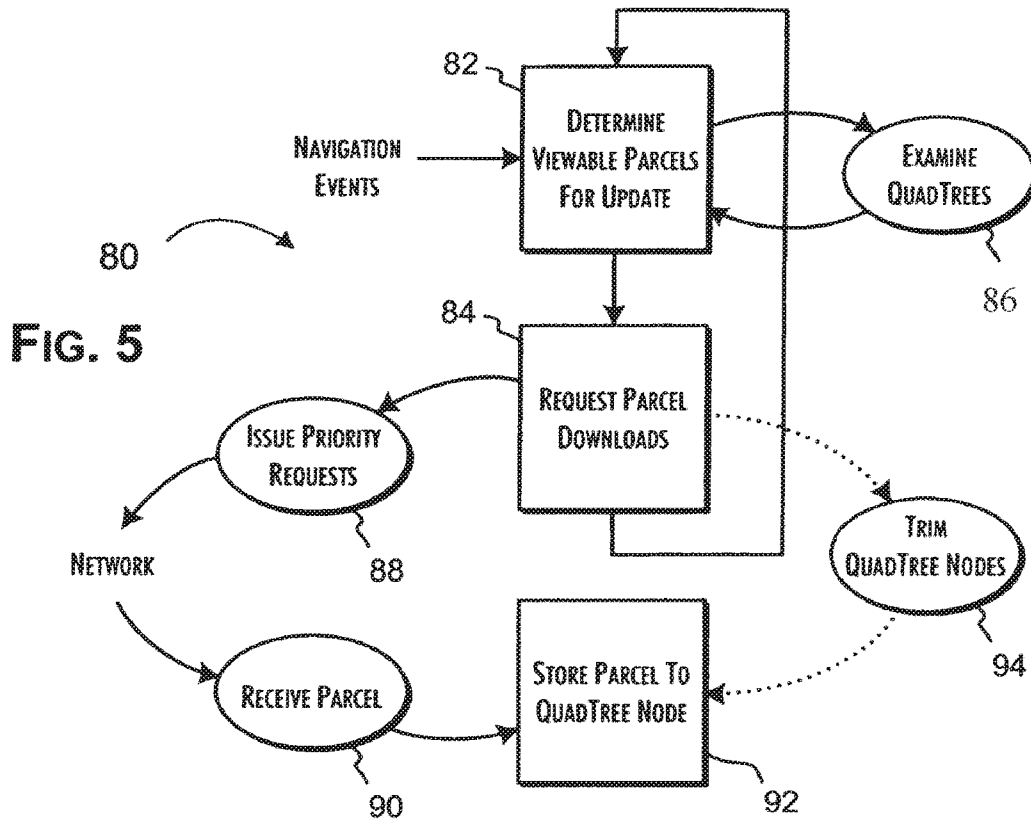 82
DETERMINE
VIEWABLE PARCELS
FOR UPDATE
NAVIGATION
EVENTS
EXAMINE
QUADTREES
86
80
FIG. 5
84
REQUEST PARCEL
DOWNLOADS
ISSUE PRIORITY
REQUESTS
88
TRIM
QUADTREE NODES
94
NETWORK
RECEIVE PARCEL
90
STORE PARCEL TO
QUADTREE NODE
92